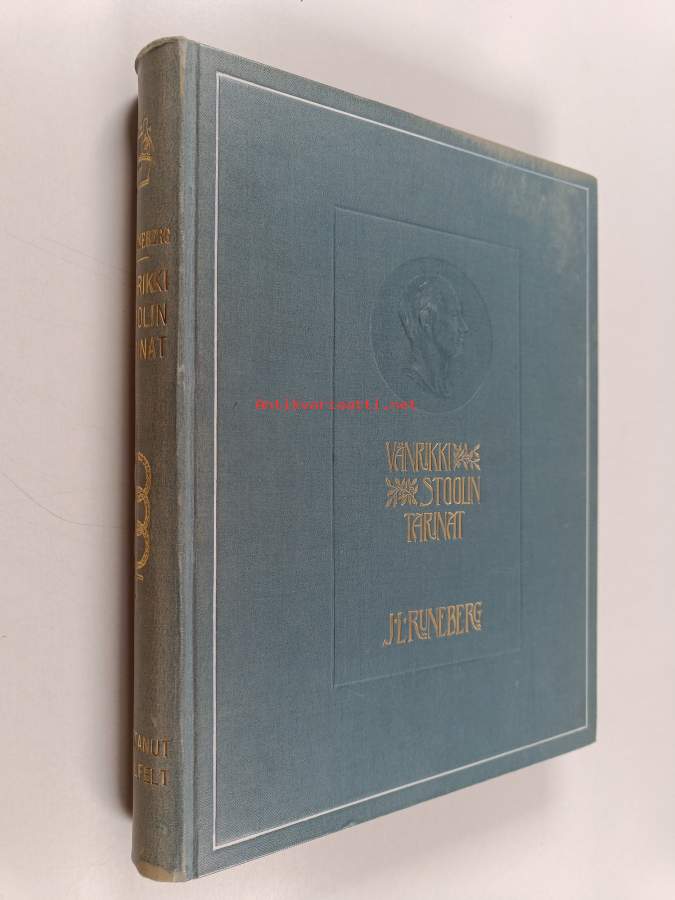 VÄNRIKKI
STOOLIN
TARINAT
J·L·RUNEBERG
Antikvariaatti.net